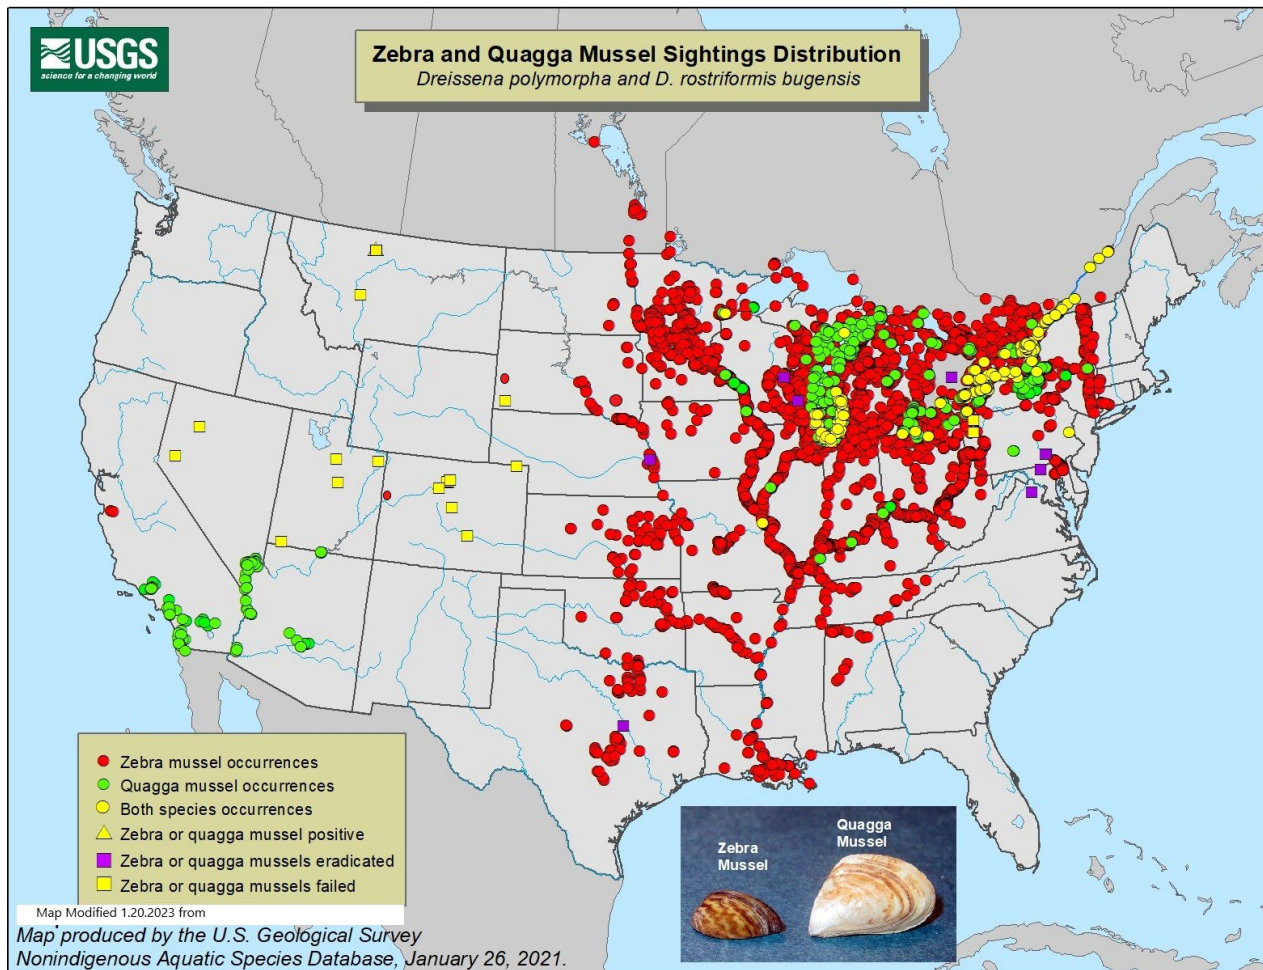 USGS
science for a changing world
Zebra and Quagga Mussel Sightings Distribution
Dreissena polymorpha and D. rostriformis bugensis
Zebra mussel occurrences
Quagga mussel occurrences
Both species occurrences
Zebra or quagga mussel positive
Zebra or quagga mussels eradicated
Zebra or quagga mussels failed
Zebra
Mussel
Quagga
Mussel
Map Modified 1.20.2023 from
Map produced by the U.S. Geological Survey
Nonindigenous Aquatic Species Database, January 26, 2021.